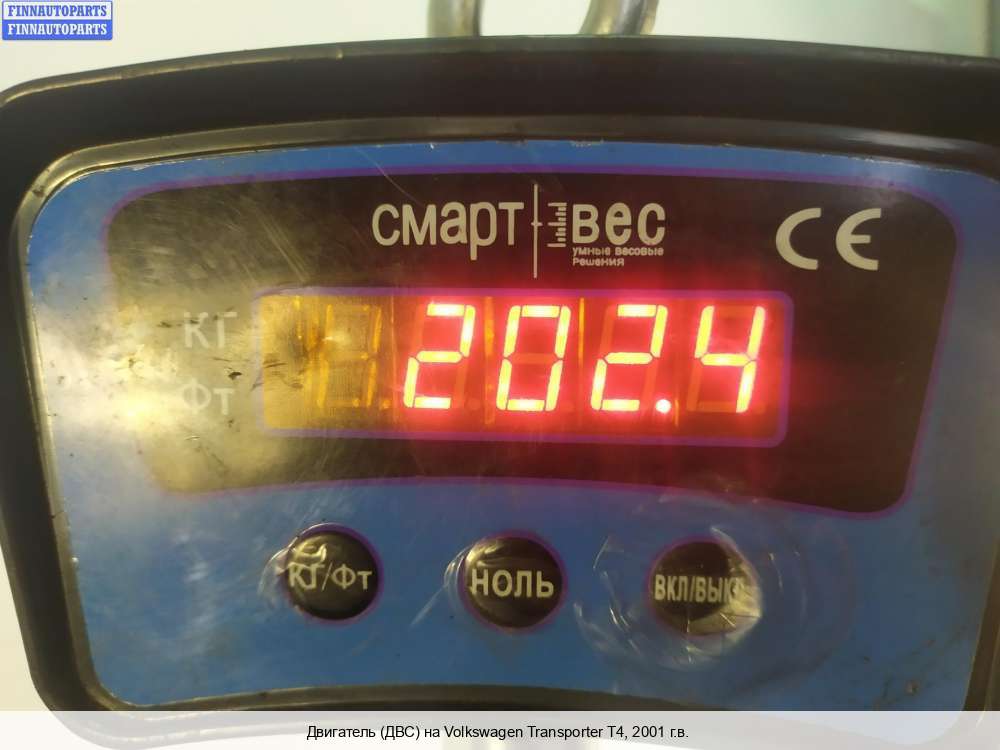 FINNAUTOPARTS
FINNAUTOPARTS
смарт вес
умные весовые
Решения
CE
КГ
Фт
202.4
КГ/Фт
НОЛЬ
ВКЛ/ВЫКЛ
Двигатель (ДВС) на Volkswagen Transporter T4, 2001 г.в.